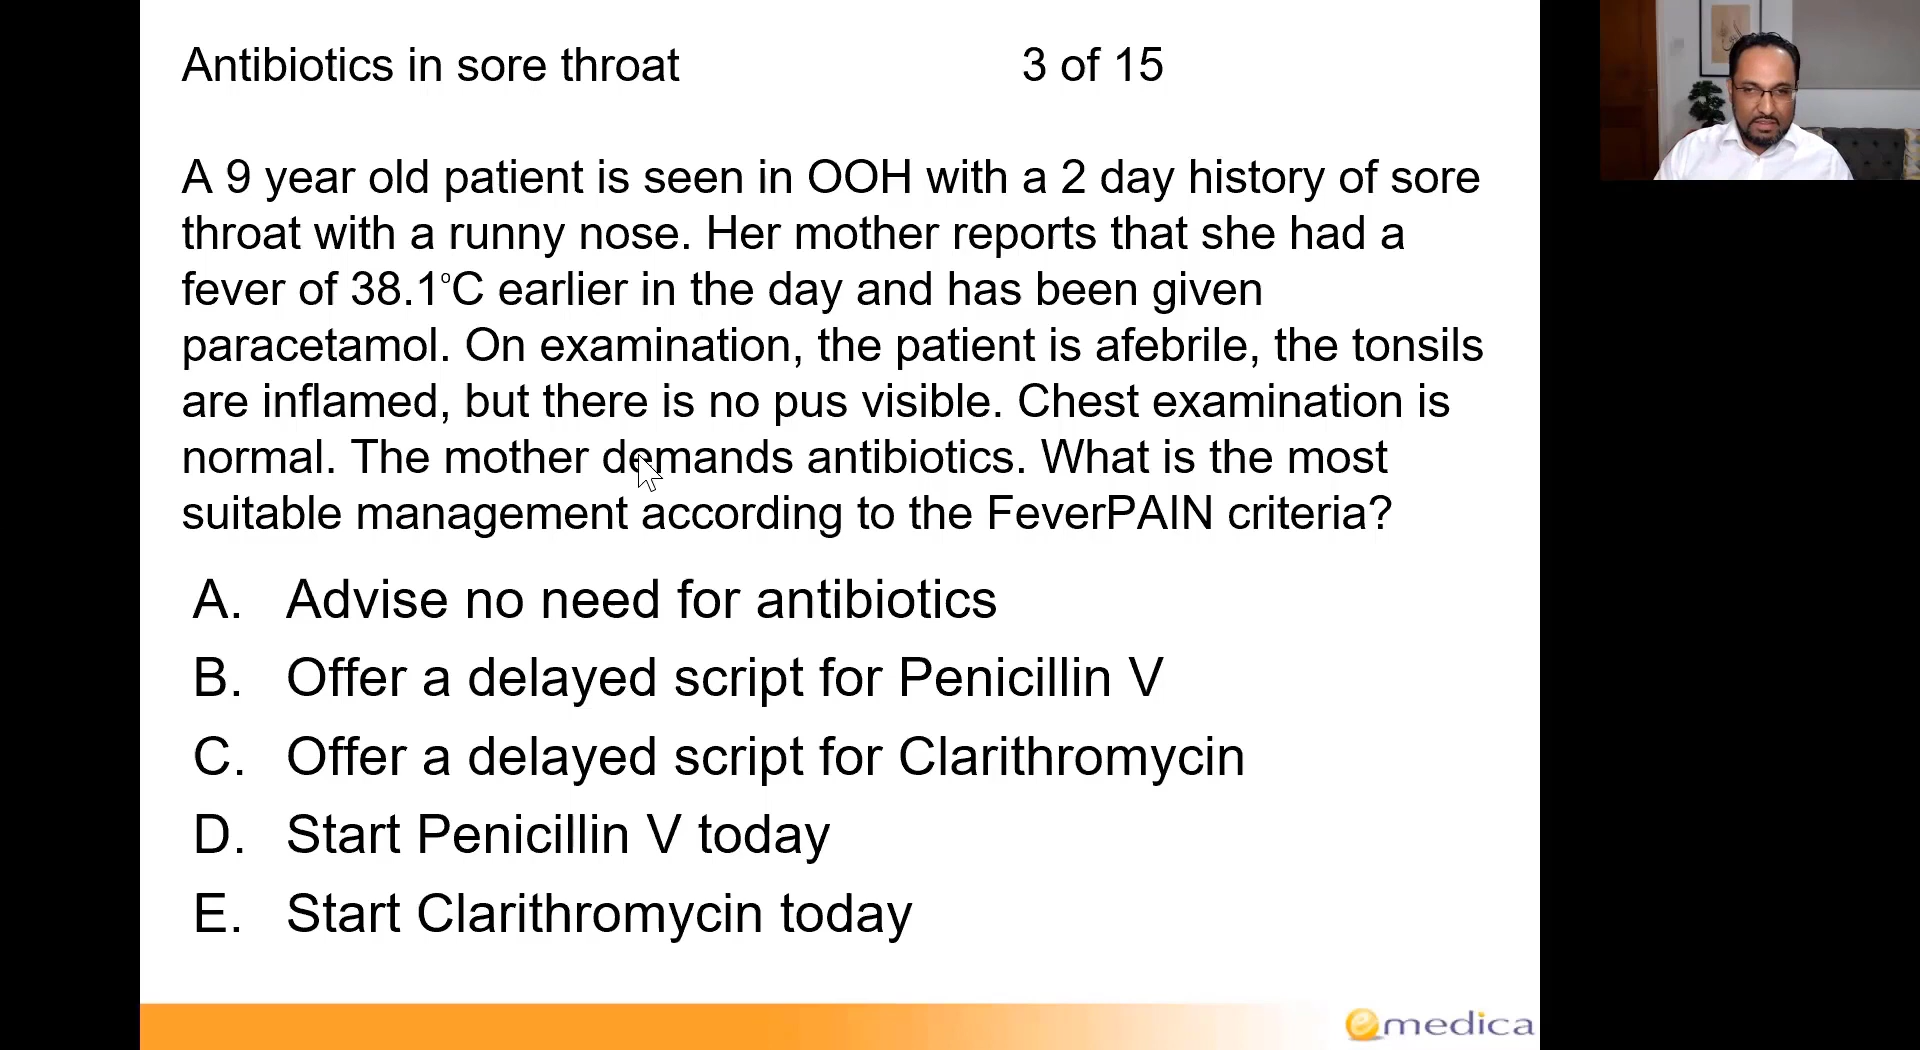 Antibiotics in sore throat 3 of 15
A 9 year old patient is seen in OOH with a 2 day history of sore
throat with a runny nose. Her mother reports that she had a
fever of 38.1°C earlier in the day and has been given
paracetamol. On examination, the patient is afebrile, the tonsils
are inflamed, but there is no pus visible. Chest examination is
normal. The mother demands antibiotics. What is the most
suitable management according to the FeverPAIN criteria?
A. Advise no need for antibiotics
B. Offer a delayed script for Penicillin V
C. Offer a delayed script for Clarithromycin
D. Start Penicillin V today
E. Start Clarithromycin today
emedica